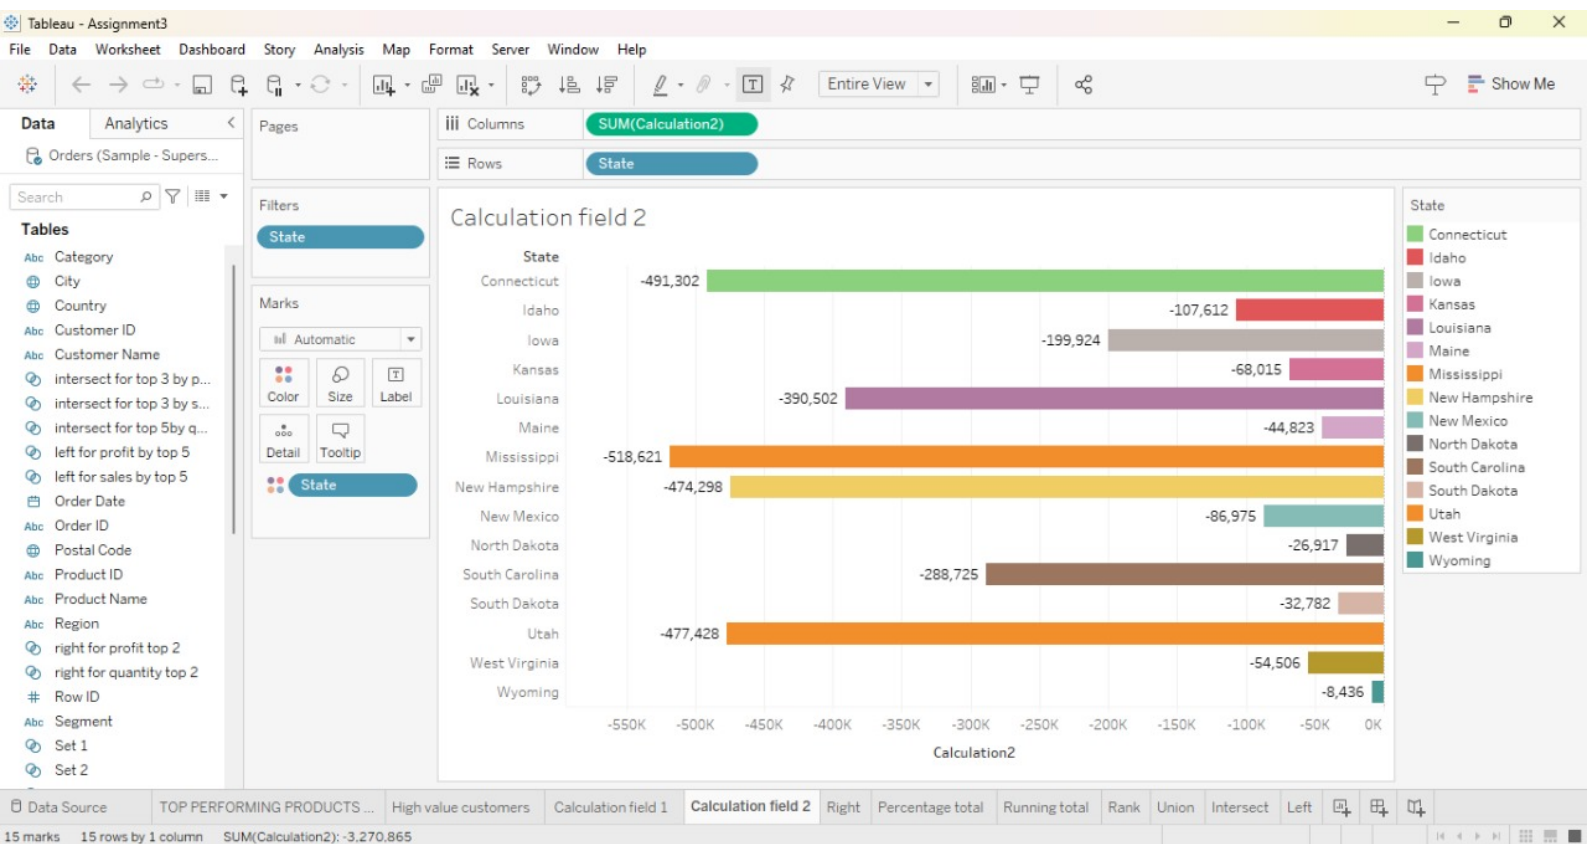 Tableau - Assignment3
File Data Worksheet Dashboard Story Analysis Map Format Server Window Help
Entire View
Show Me
Data Analytics
Orders (Sample - Supers...
Search
Tables
Abc Category
City
Country
Abc Customer ID
Abc Customer Name
intersect for top 3 by p...
intersect for top 3 by s...
intersect for top 5by q...
left for profit by top 5
left for sales by top 5
Order Date
Abc Order ID
Postal Code
Abc Product ID
Abc Product Name
Abc Region
right for profit top 2
right for quantity top 2
# Row ID
Abc Segment
Set 1
Set 2
Pages
Filters
State
Marks
Automatic
Color Size Label
Detail Tooltip
State
Columns SUM(Calculation2)
Rows State
Calculation field 2
State
Connecticut -491,302
Idaho -107,612
Iowa -199,924
Kansas -68,015
Louisiana -390,502
Maine -44,823
Mississippi -518,621
New Hampshire -474,298
New Mexico -86,975
North Dakota -26,917
South Carolina -288,725
South Dakota -32,782
Utah -477,428
West Virginia -54,506
Wyoming -8,436
-550K -500K -450K -400K -350K -300K -250K -200K -150K -100K -50K 0K
Calculation2
State
Connecticut
Idaho
Iowa
Kansas
Louisiana
Maine
Mississippi
New Hampshire
New Mexico
North Dakota
South Carolina
South Dakota
Utah
West Virginia
Wyoming
Data Source TOP PERFORMING PRODUCTS ... High value customers Calculation field 1 Calculation field 2 Right Percentage total Running total Rank Union Intersect Left
15 marks 15 rows by 1 column SUM(Calculation2): -3,270,865